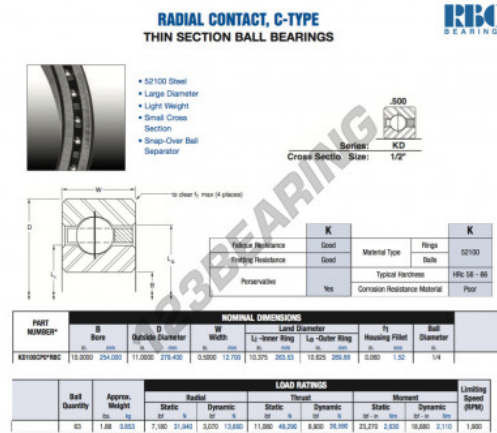 RADIAL CONTACT, C-TYPE
THIN SECTION BALL BEARINGS
RBC
BEARING
• 52100 Steel
• Large Diameter
• Light Weight
• Small Cross
Section
• Snap-Over Ball
Separator
.500
Series: KD
Cross Sectio Size: 1/2"
W
to clear f₁ max (4 places)
D
L₁
B
L₀
123BEARING
K K
Fatigue Resistance Good Material Type Rings 52100
Fretting Resistance Good Balls
Perservative Yes Typical Hardness HRc 58 - 66
Corrosion Resistance Material Poor
PART NUMBER* NOMINAL DIMENSIONS
B Bore D Outside Diameter W Width Land Diameter f₁ Housing Fillet Ball Diameter
Li -Inner Ring Lo -Outer Ring
in. mm in. mm in. mm in. mm in. mm in. mm in.
KD100CP0*RBC 10.0000 254.000 11.0000 279.400 0.5000 12.700 10.375 263.53 10.625 269.88 0.060 1.52 1/4
Ball Quantity Approx. Weight LOAD RATINGS Limiting Speed (RPM)
Radial Thrust Moment
Static Dynamic Static Dynamic Static Dynamic
lbs. kg lbf N lbf N lbf N lbf N lbf - in Nm lbf - in Nm
63 1.88 0.853 7,180 31,940 3,070 13,660 11,080 49,290 8,800 23,270 2,630 18,680 2,110 1,900